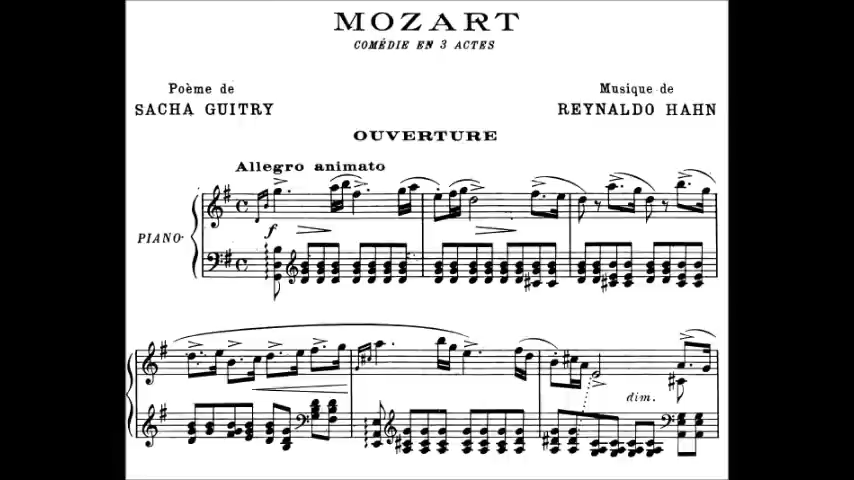 MOZART
COMÉDIE EN 3 ACTES
Poème de
SACHA GUITRY
Musique de
REYNALDO HAHN
OUVERTURE
Allegro animato
PIANO
f
dim.